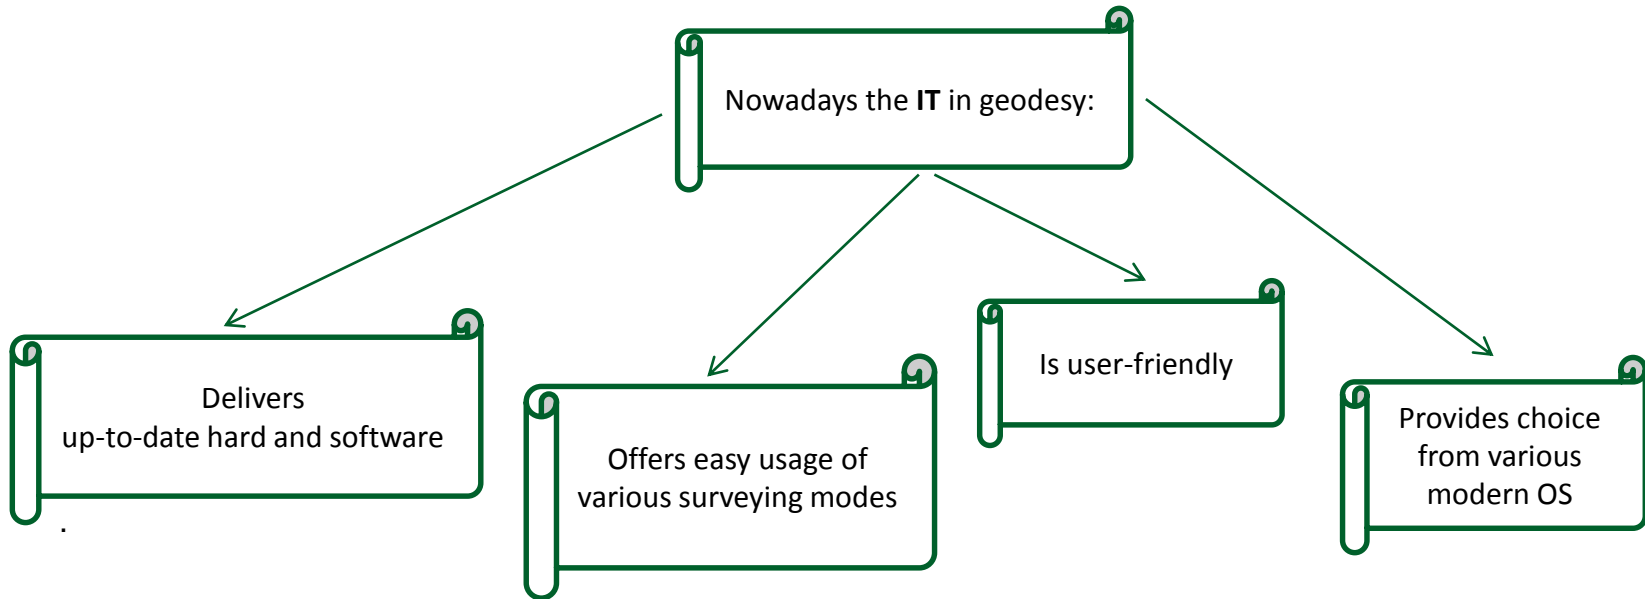 Nowadays the IT in geodesy:
Delivers
up-to-date hard and software
.
Offers easy usage of
various surveying modes
Is user-friendly
Provides choice
from various
modern OS